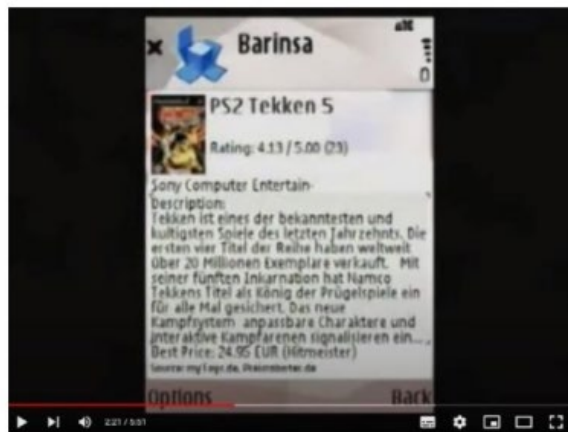 Barinsa
PS2 Tekken 5
Rating: 4.13 / 5.00 (23)
Sony Computer Entertain-
Description:
Tekken ist eines der bekanntesten und
kultigsten Spiele des letzten Jahrzehnts. Die
ersten vier Titel der Reihe haben weltweit
über 20 Millionen Exemplare verkauft. Mit
seiner fünften Inkarnation hat Namco
Tekkens Titel als König der Prügelspiele ein
für alle Mal gesichert. Das neue
Kampfsystem anpassbare Charaktere und
interaktive Kampfarenen signalisieren ein...
Best Price: 24.95 EUR (Hitmeister)
Options Back
2:21 / 5:51